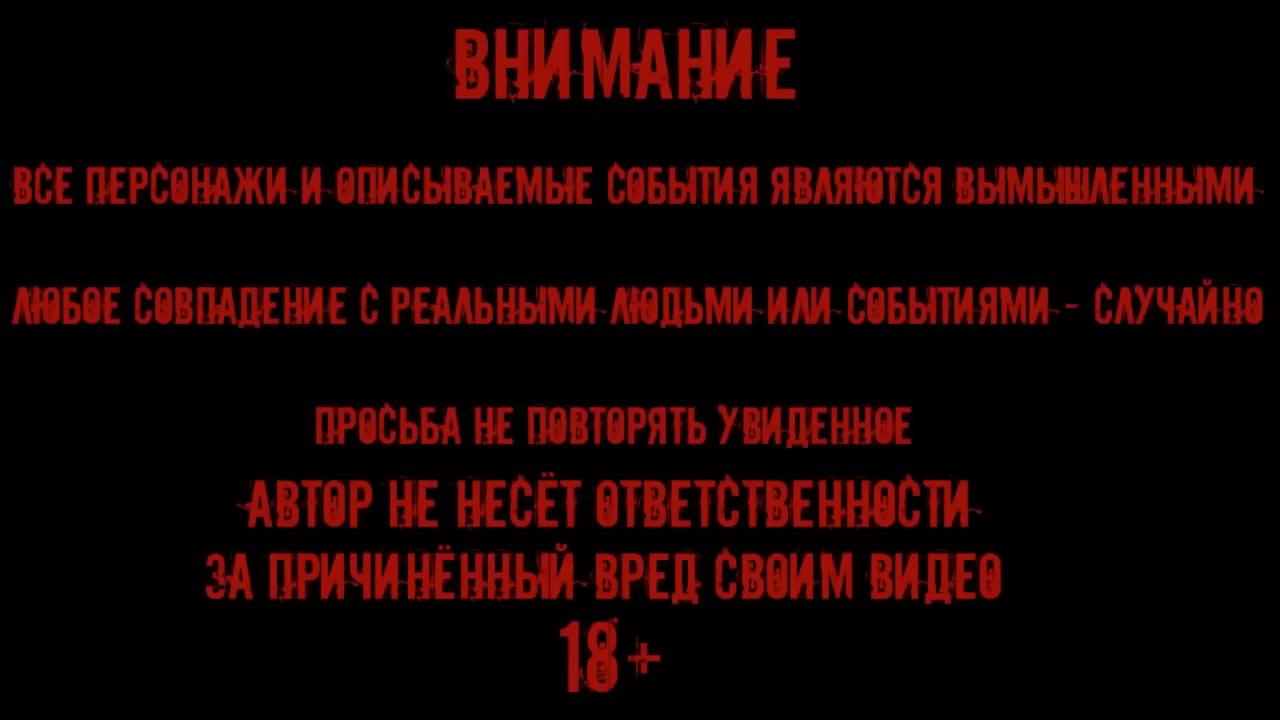 ВНИМАНИЕ
ВСЕ ПЕРСОНАЖИ И ОПИСЫВАЕМЫЕ СОБЫТИЯ ЯВЛЯЮТСЯ ВЫМЫШЛЕННЫМИ
ЛЮБОЕ СОВПАДЕНИЕ С РЕАЛЬНЫМИ ЛЮДЬМИ ИЛИ СОБЫТИЯМИ - СЛУЧАЙНО
ПРОСЬБА НЕ ПОВТОРЯТЬ УВИДЕННОЕ
АВТОР НЕ НЕСЁТ ОТВЕТСТВЕННОСТИ
ЗА ПРИЧИНЁННЫЙ ВРЕД СВОИМ ВИДЕО
18+